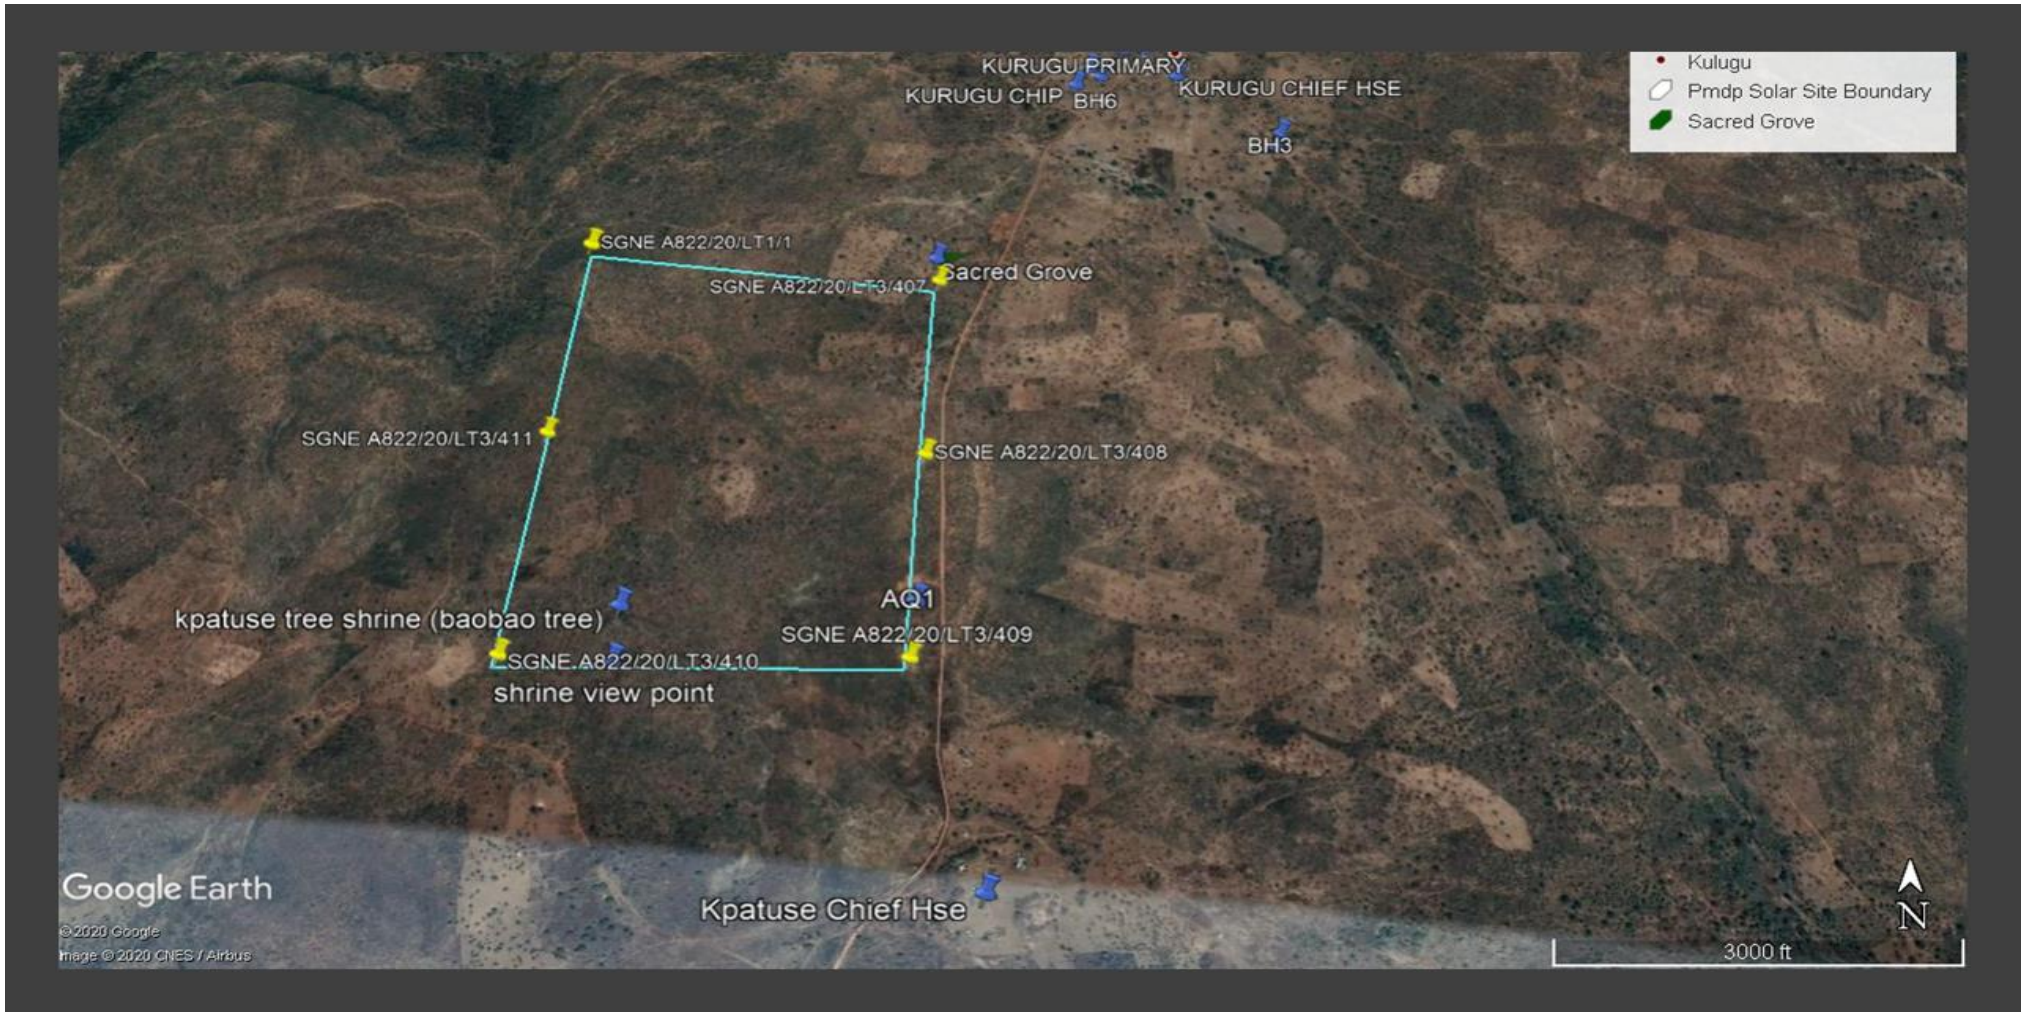 KURUGU PRIMARY
KURUGU CHIP
BH6
KURUGU CHIEF HSE
BH3
Kulugu
Pmdp Solar Site Boundary
Sacred Grove
SGNE A822/20/LT1/1
SGNE A822/20/LT3/407
Sacred Grove
SGNE A822/20/LT3/411
SGNE A822/20/LT3/408
kpatuse tree shrine (baobao tree)
AQ1
SGNE A822/20/LT3/409
SGNE A822/20/LT3/410
shrine view point
Kpatuse Chief Hse
Google Earth
© 2020 Google
Image © 2020 CNES / Airbus
N
3000 ft